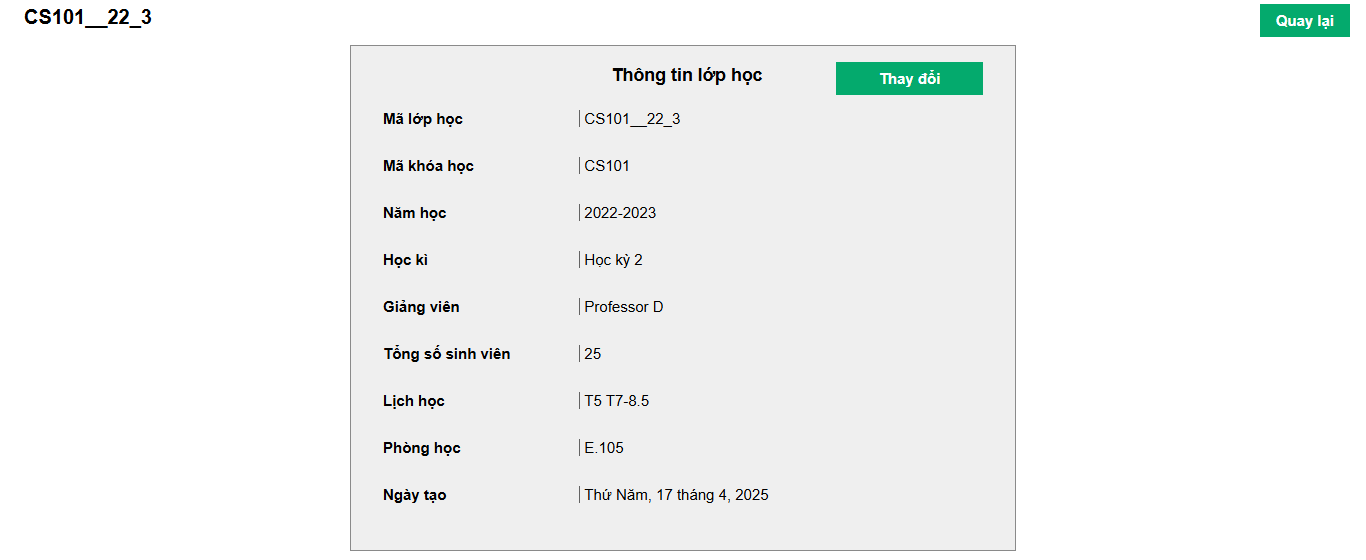 CS101__22_3
Quay lại
Thông tin lớp học
Thay đổi
Mã lớp học CS101__22_3
Mã khóa học CS101
Năm học 2022-2023
Học kì Học kỳ 2
Giảng viên Professor D
Tổng số sinh viên 25
Lịch học T5 T7-8.5
Phòng học E.105
Ngày tạo Thứ Năm, 17 tháng 4, 2025